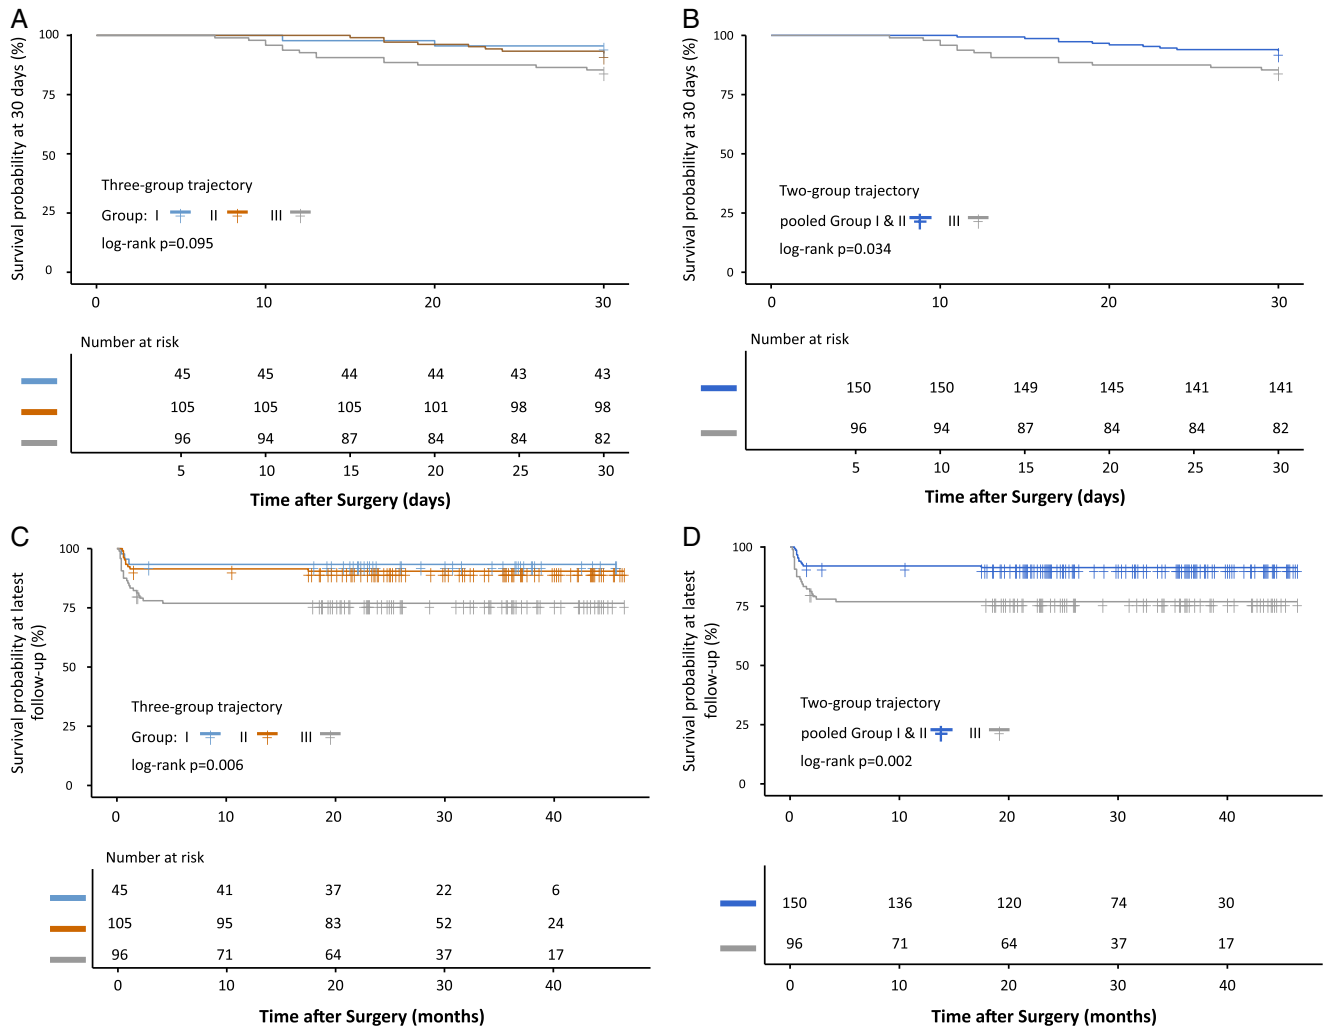 A
Survival probability at 30 days (%)
100
75
50
25
0
Three-group trajectory
Group: I II III
log-rank p=0.095
0 10 20 30
Number at risk
45 45 44 44 43 43
105 105 105 101 98 98
96 94 87 84 84 82
5 10 15 20 25 30
Time after Surgery (days)
B
Survival probability at 30 days (%)
100
75
50
25
0
Two-group trajectory
pooled Group I & II III
log-rank p=0.034
0 10 20 30
Number at risk
150 150 149 145 141 141
96 94 87 84 84 82
5 10 15 20 25 30
Time after Surgery (days)
C
Survival probability at latest
follow-up (%)
100
75
50
25
0
Three-group trajectory
Group: I II III
log-rank p=0.006
0 10 20 30 40
Number at risk
45 41 37 22 6
105 95 83 52 24
96 71 64 37 17
0 10 20 30 40
Time after Surgery (months)
D
Survival probability at latest
follow-up (%)
100
75
50
25
0
Two-group trajectory
pooled Group I & II III
log-rank p=0.002
0 10 20 30 40
150 136 120 74 30
96 71 64 37 17
0 10 20 30 40
Time after Surgery (months)